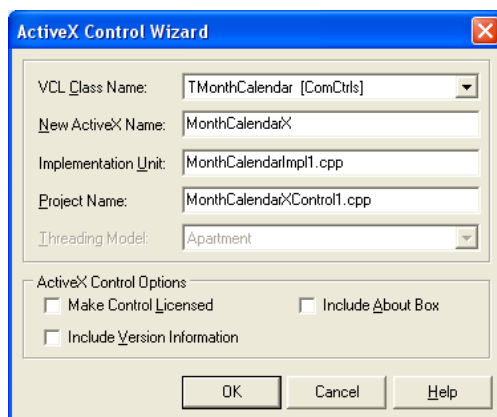 ActiveX Control Wizard
VCL Class Name: TMonthCalendar [ComCtrls]
New ActiveX Name: MonthCalendarX
Implementation Unit: MonthCalendarImpl1.cpp
Project Name: MonthCalendarXControl1.cpp
Threading Model: Apartment
ActiveX Control Options
Make Control Licensed Include About Box
Include Version Information
OK Cancel Help